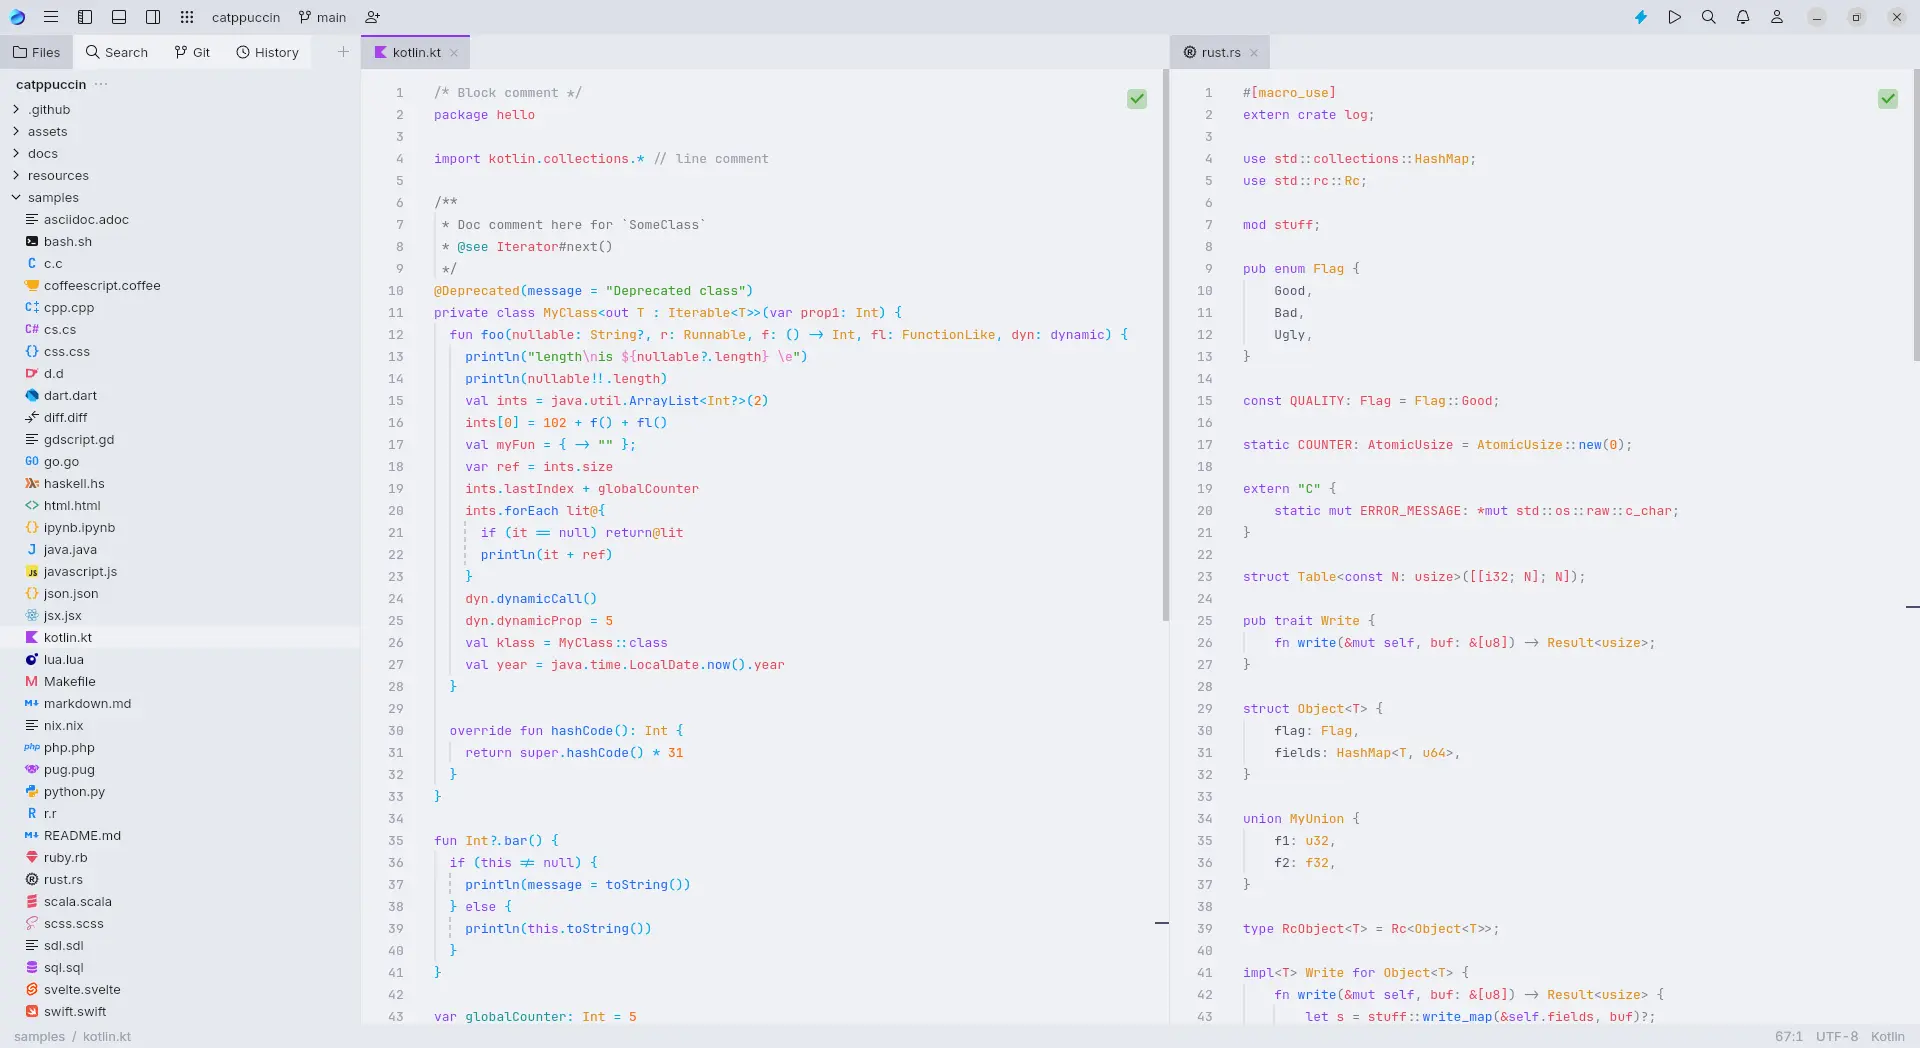 catppuccin main
Files Search Git History
catppuccin ···
.github
assets
docs
resources
samples
asciidoc.adoc
bash.sh
C c.c
coffeescript.coffee
cpp.cpp
C# cs.cs
{} css.css
d.d
dart.dart
diff.diff
gdscript.gd
GO go.go
haskell.hs
<> html.html
{} ipynb.ipynb
J java.java
JS javascript.js
{} json.json
jsx.jsx
kotlin.kt
lua.lua
M Makefile
M markdown.md
nix.nix
php php.php
pug.pug
python.py
R r.r
M README.md
ruby.rb
rust.rs
scala.scala
scss.scss
sdl.sdl
sql.sql
svelte.svelte
swift.swift
kotlin.kt
1 /* Block comment */
2 package hello
3
4 import kotlin.collections.* // line comment
5
6 /**
7 * Doc comment here for `SomeClass`
8 * @see Iterator#next()
9 */
10 @Deprecated(message = "Deprecated class")
11 private class MyClass<out T : Iterable<T>>(var prop1: Int) {
12 fun foo(nullable: String?, r: Runnable, f: () -> Int, fl: FunctionLike, dyn: dynamic) {
13 println("length\nis ${nullable?.length} \e")
14 println(nullable!!.length)
15 val ints = java.util.ArrayList<Int?>(2)
16 ints[0] = 102 + f() + fl()
17 val myFun = { -> "" };
18 var ref = ints.size
19 ints.lastIndex + globalCounter
20 ints.forEach lit@{
21 if (it == null) return@lit
22 println(it + ref)
23 }
24 dyn.dynamicCall()
25 dyn.dynamicProp = 5
26 val klass = MyClass::class
27 val year = java.time.LocalDate.now().year
28 }
29
30 override fun hashCode(): Int {
31 return super.hashCode() * 31
32 }
33 }
34
35 fun Int?.bar() {
36 if (this != null) {
37 println(message = toString())
38 } else {
39 println(this.toString())
40 }
41 }
42
43 var globalCounter: Int = 5
rust.rs
1 #[macro_use]
2 extern crate log;
3
4 use std::collections::HashMap;
5 use std::rc::Rc;
6
7 mod stuff;
8
9 pub enum Flag {
10 Good,
11 Bad,
12 Ugly,
13 }
14
15 const QUALITY: Flag = Flag::Good;
16
17 static COUNTER: AtomicUsize = AtomicUsize::new(0);
18
19 extern "C" {
20 static mut ERROR_MESSAGE: *mut std::os::raw::c_char;
21 }
22
23 struct Table<const N: usize>([[i32; N]; N]);
24
25 pub trait Write {
26 fn write(&mut self, buf: &[u8]) -> Result<usize>;
27 }
28
29 struct Object<T> {
30 flag: Flag,
31 fields: HashMap<T, u64>,
32 }
33
34 union MyUnion {
35 f1: u32,
36 f2: f32,
37 }
38
39 type RcObject<T> = Rc<Object<T>>;
40
41 impl<T> Write for Object<T> {
42 fn write(&mut self, buf: &[u8]) -> Result<usize> {
43 let s = stuff::write_map(&self.fields, buf)?;
samples / kotlin.kt
67:1 UTF-8 Kotlin